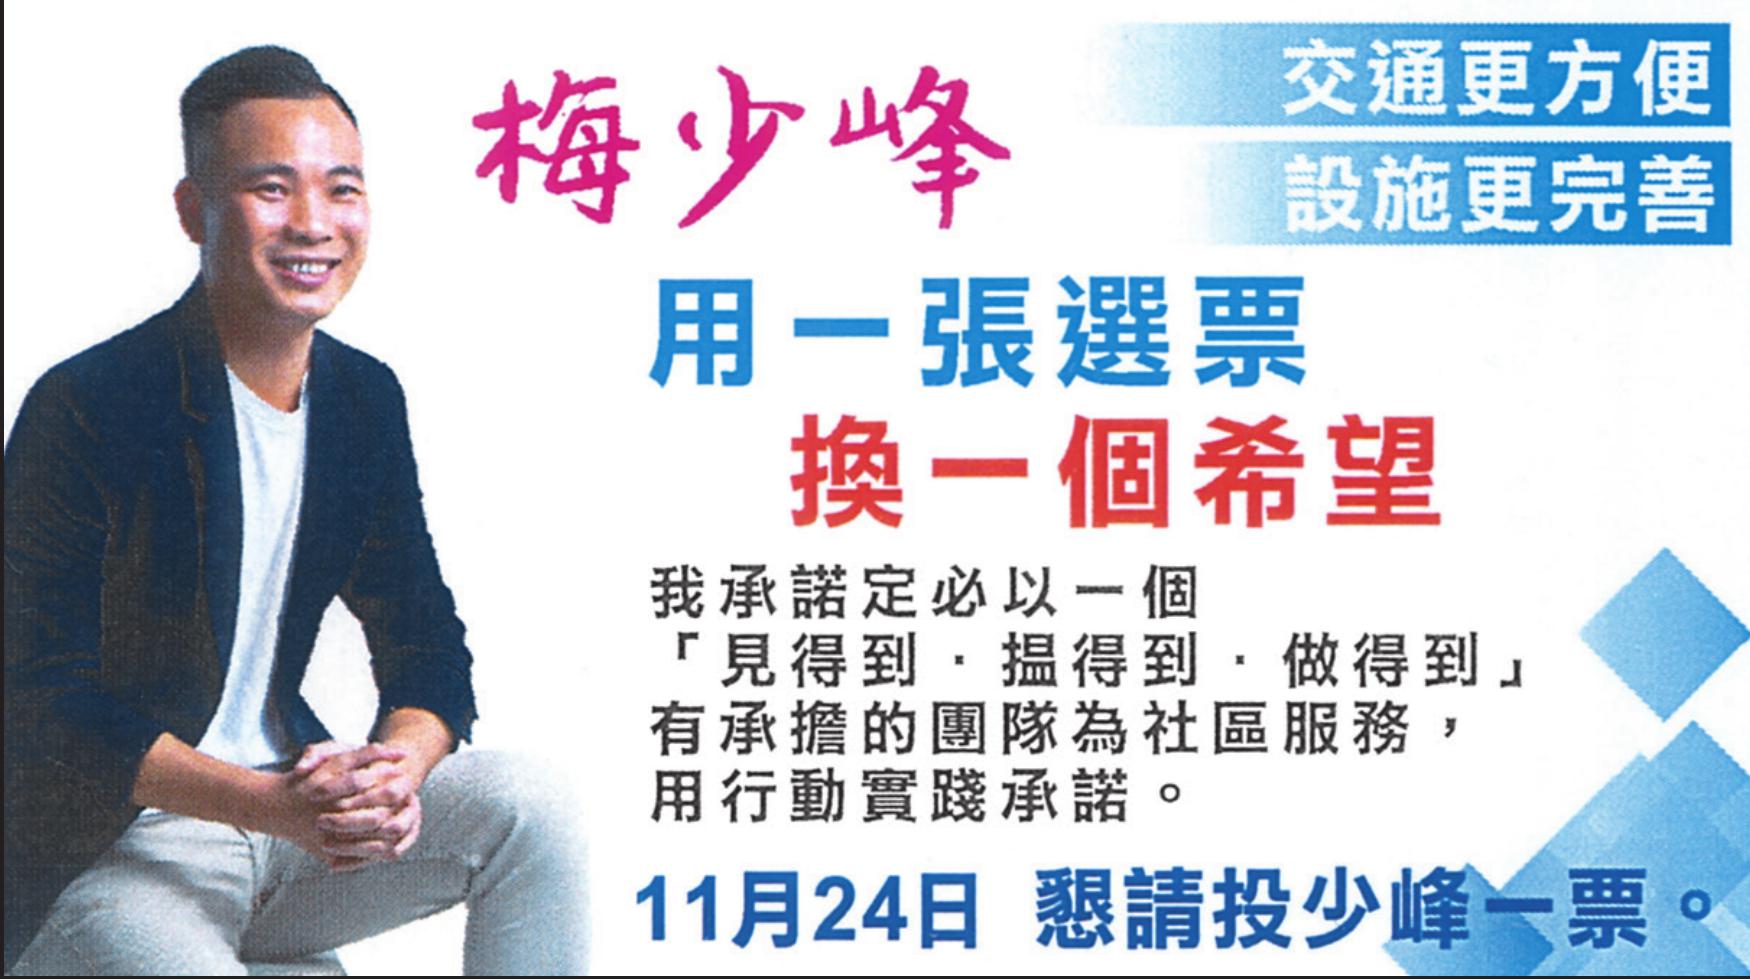 梅少峰
交通更方便
設施更完善
用一張選票
換一個希望
我承諾定必以一個
「見得到．揾得到．做得到」
有承擔的團隊為社區服務，
用行動實踐承諾。
11月24日 懇請投少峰一票。